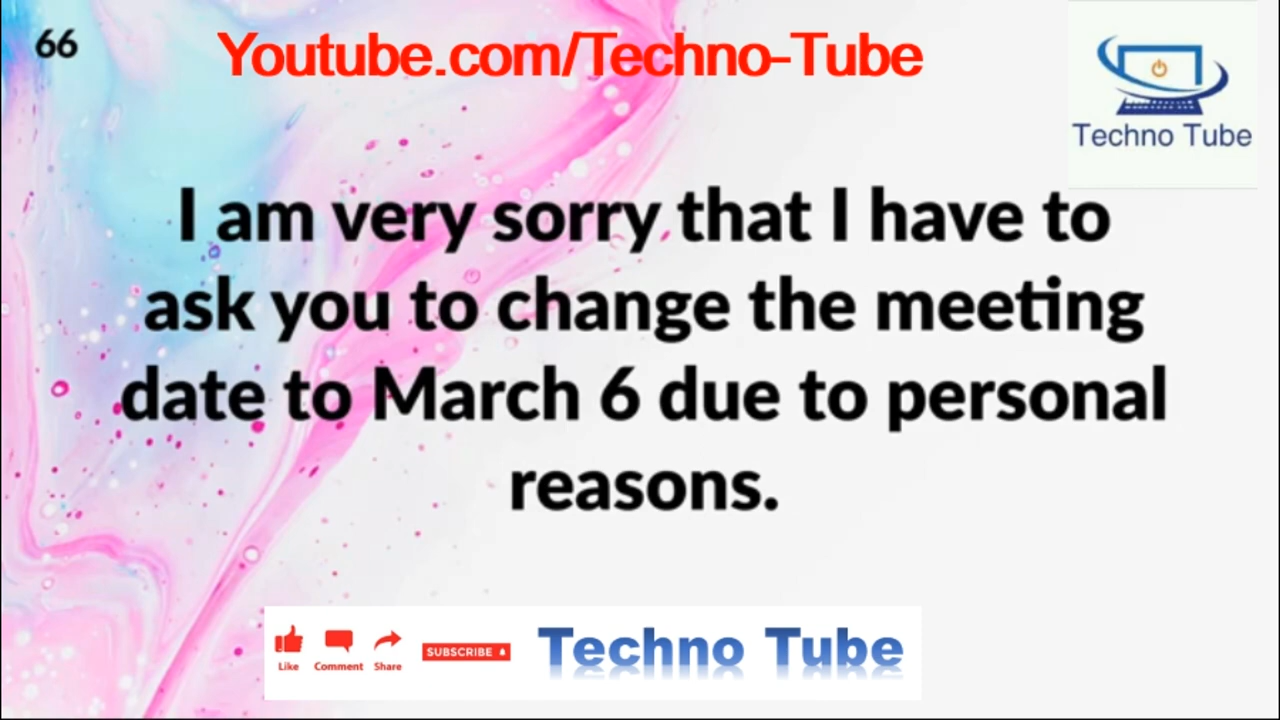 66
Youtube.com/Techno-Tube
Techno Tube
I am very sorry that I have to
ask you to change the meeting
date to March 6 due to personal
reasons.
Like Comment Share
SUBSCRIBE
Techno Tube